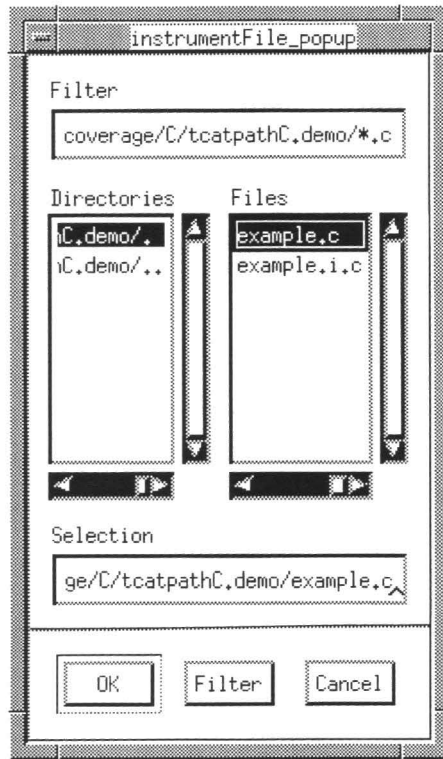 instrumentFile_popup
Filter
coverage/C/tcatpathC.demo/*.c
Directories Files
C.demo/. example.c
C.demo/.. example.i.c
Selection
ge/C/tcatpathC.demo/example.c
OK Filter Cancel